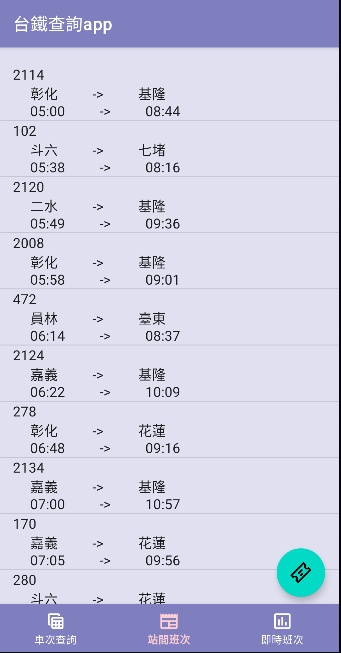 台鐵查詢app
2114
彰化 -> 基隆
05:00 -> 08:44
102
斗六 -> 七堵
05:38 -> 08:16
2120
二水 -> 基隆
05:49 -> 09:36
2008
彰化 -> 基隆
05:58 -> 09:01
472
員林 -> 臺東
06:14 -> 08:37
2124
嘉義 -> 基隆
06:22 -> 10:09
278
彰化 -> 花蓮
06:48 -> 09:16
2134
嘉義 -> 基隆
07:00 -> 10:57
170
嘉義 -> 花蓮
07:05 -> 09:56
280
斗六 -> 花蓮
車次查詢 站間班次 即時班次